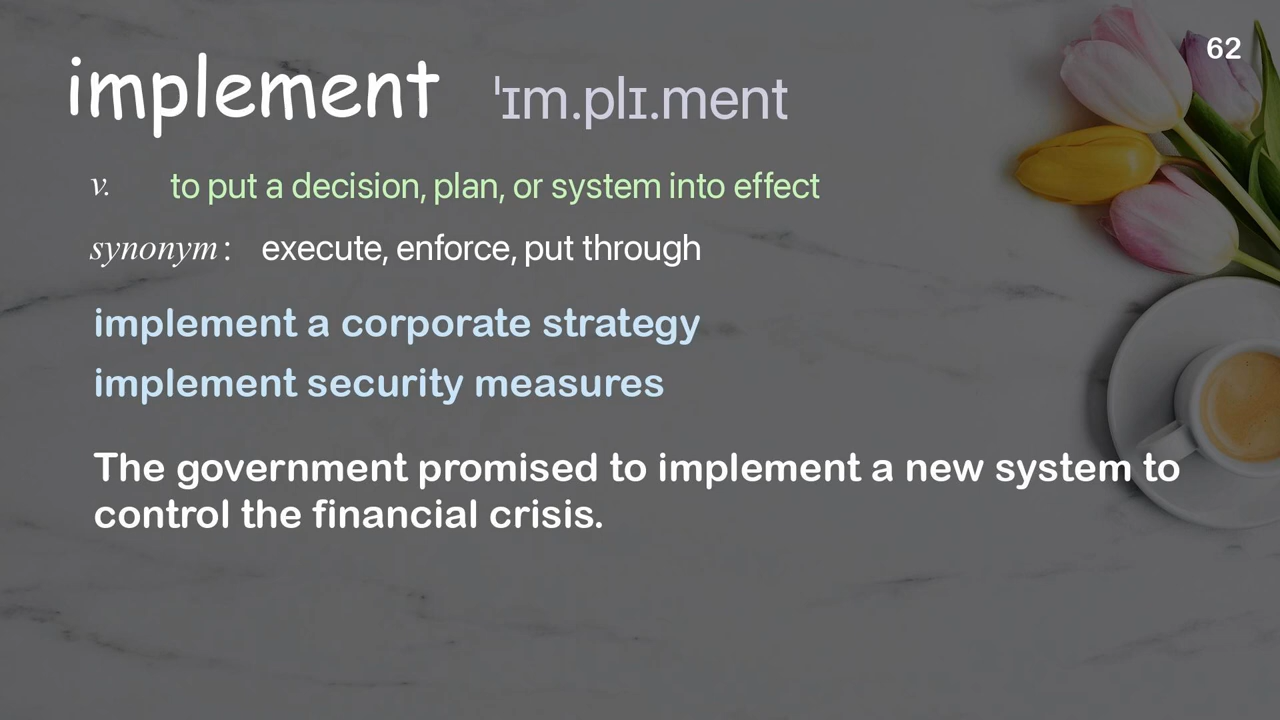 62
implement ˈɪm.plɪ.ment
v. to put a decision, plan, or system into effect
synonym: execute, enforce, put through
implement a corporate strategy
implement security measures
The government promised to implement a new system to
control the financial crisis.